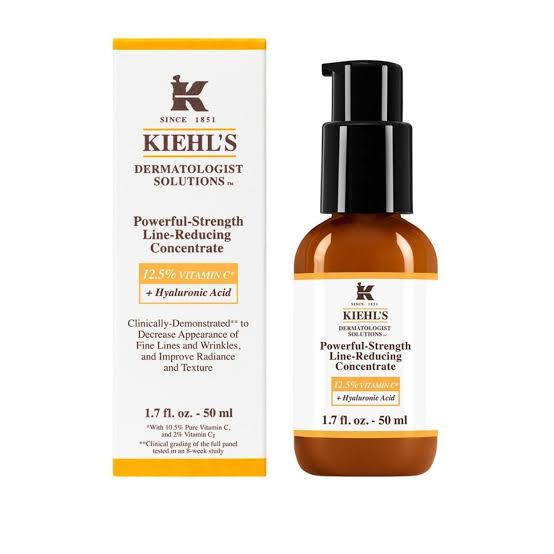 K
SINCE 1851
KIEHL'S
DERMATOLOGIST
SOLUTIONS™
Powerful-Strength
Line-Reducing
Concentrate
12.5% VITAMIN C*
+ Hyaluronic Acid
Clinically-Demonstrated** to
Decrease Appearance of
Fine Lines and Wrinkles,
and Improve Radiance
and Texture
1.7 fl. oz. - 50 ml
*With 10.5% Pure Vitamin C,
and 2% Vitamin CG
**Clinical grading of the full panel
tested in an 8-week study
K
SINCE 1851
KIEHL'S
DERMATOLOGIST
SOLUTIONS™
Powerful-Strength
Line-Reducing
Concentrate
12.5% VITAMIN C*
+ Hyaluronic Acid
1.7 fl. oz. - 50 ml